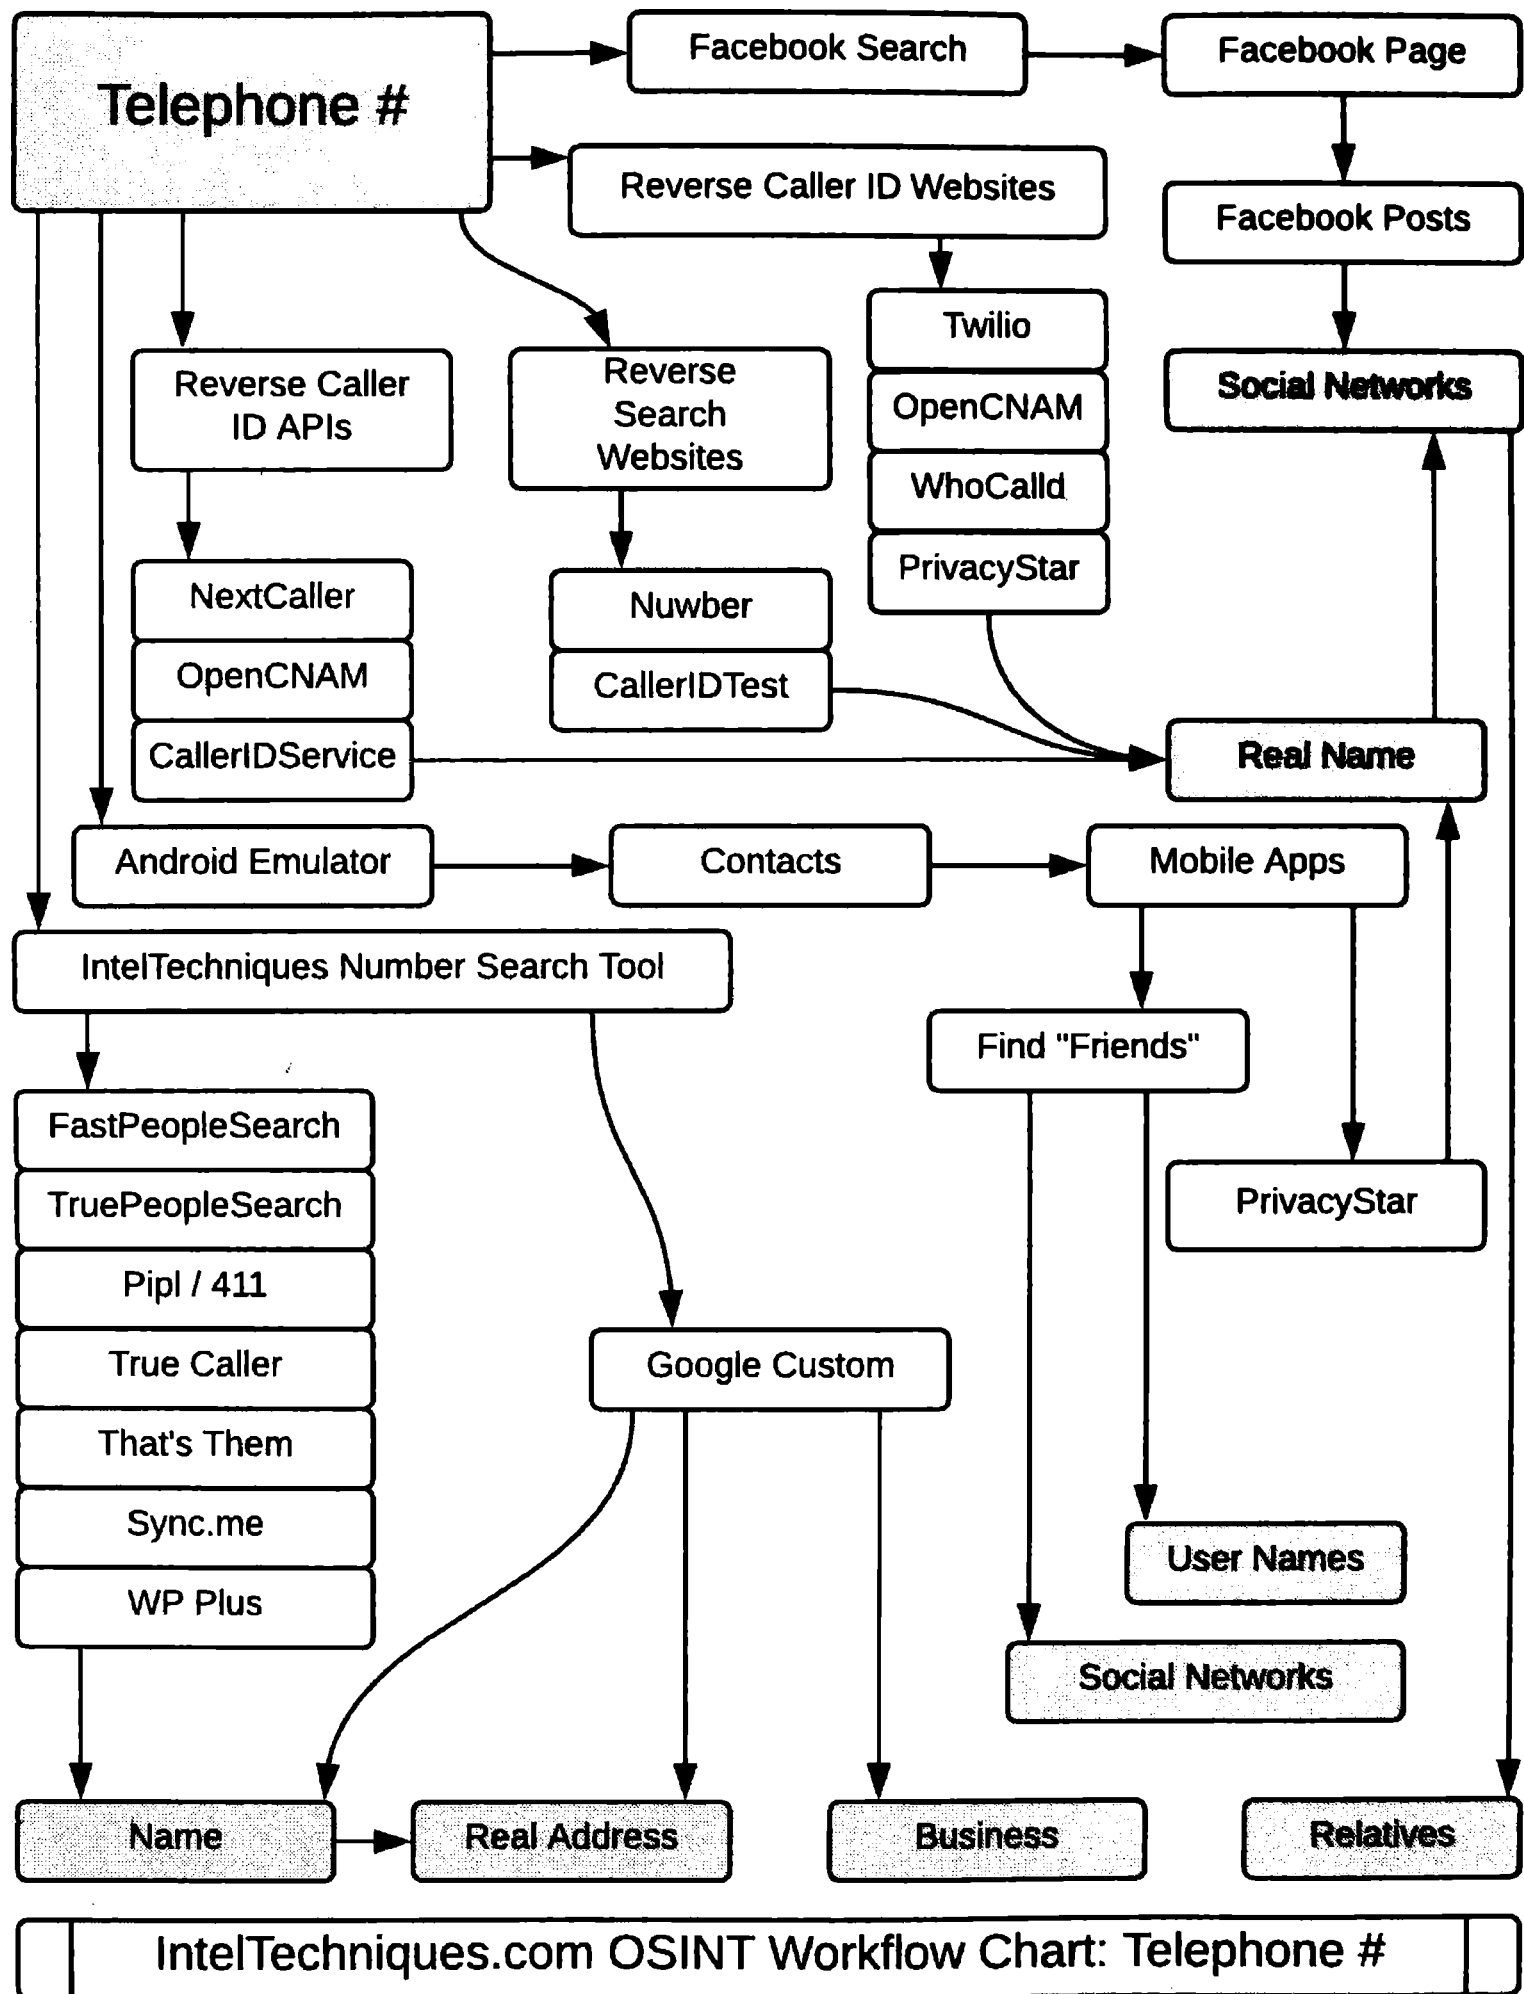 Telephone #
Facebook Search
Facebook Page
Reverse Caller ID Websites
Facebook Posts
Twilio
OpenCNAM
WhoCalld
PrivacyStar
Social Networks
Reverse Caller
ID APIs
Reverse
Search
Websites
NextCaller
OpenCNAM
CallerIDService
Nuwber
CallerIDTest
Real Name
Android Emulator
Contacts
Mobile Apps
IntelTechniques Number Search Tool
Find "Friends"
PrivacyStar
FastPeopleSearch
TruePeopleSearch
Pipl / 411
True Caller
That's Them
Sync.me
WP Plus
Google Custom
User Names
Social Networks
Name
Real Address
Business
Relatives
IntelTechniques.com OSINT Workflow Chart: Telephone #